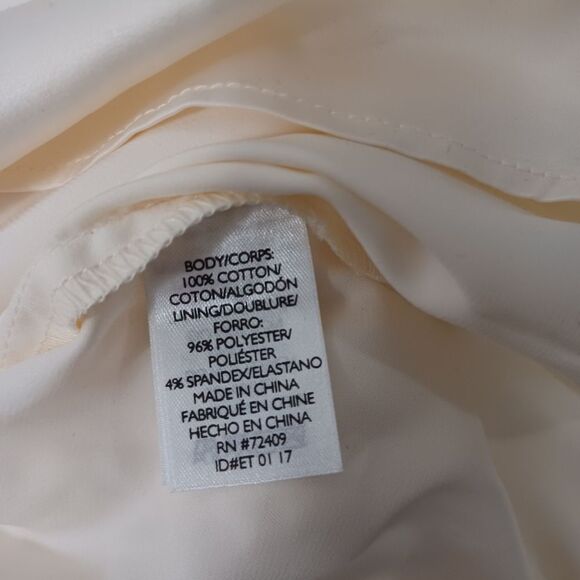 BODY/CORPS:
100% COTTON/
COTON/ALGODÓN
LINING/DOUBLURE/
FORRO:
96% POLYESTER/
POLIÉSTER
4% SPANDEX/ELASTANO
MADE IN CHINA
FABRIQUÉ EN CHINE
HECHO EN CHINA
RN #72409
ID#ET 01 17